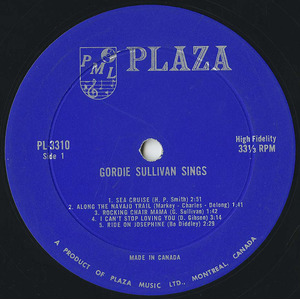 PML
PLAZA
PL 3310
Side 1
High Fidelity
33⅓ RPM
GORDIE SULLIVAN SINGS
1. SEA CRUISE (H. P. Smith) 2:51
2. ALONG THE NAVAJO TRAIL (Markey - Charles - Delong) 1:41
3. ROCKING CHAIR MAMA (G. Sullivan) 1:42
4. I CAN'T STOP LOVING YOU (D. Gibson) 2:44
5. RIDE ON JOSEPHINE (Bo Diddley) 2:25
MADE IN CANADA
A PRODUCT OF PLAZA MUSIC LTD., MONTREAL, CANADA